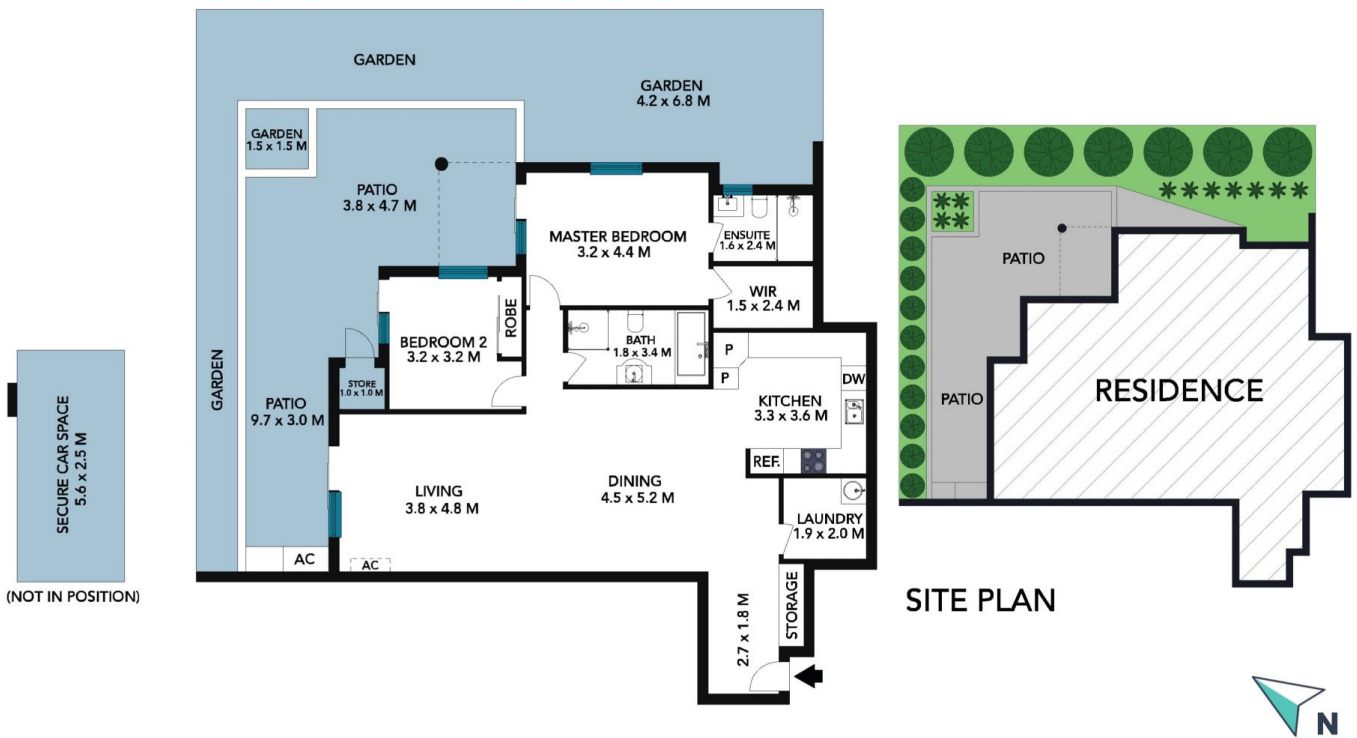 GARDEN
GARDEN
4.2 x 6.8 M
GARDEN
1.5 x 1.5 M
PATIO
3.8 x 4.7 M
MASTER BEDROOM
3.2 x 4.4 M
ENSUITE
1.6 x 2.4 M
WIR
1.5 x 2.4 M
BEDROOM 2
3.2 x 3.2 M
ROBE
BATH
1.8 x 3.4 M
P
P
DW
KITCHEN
3.3 x 3.6 M
REF.
STORE
1.0 x 1.0 M
GARDEN
PATIO
9.7 x 3.0 M
LIVING
3.8 x 4.8 M
DINING
4.5 x 5.2 M
LAUNDRY
1.9 x 2.0 M
AC
AC
STORAGE
2.7 x 1.8 M
SECURE CAR SPACE
5.6 x 2.5 M
(NOT IN POSITION)
PATIO
PATIO
RESIDENCE
SITE PLAN
N